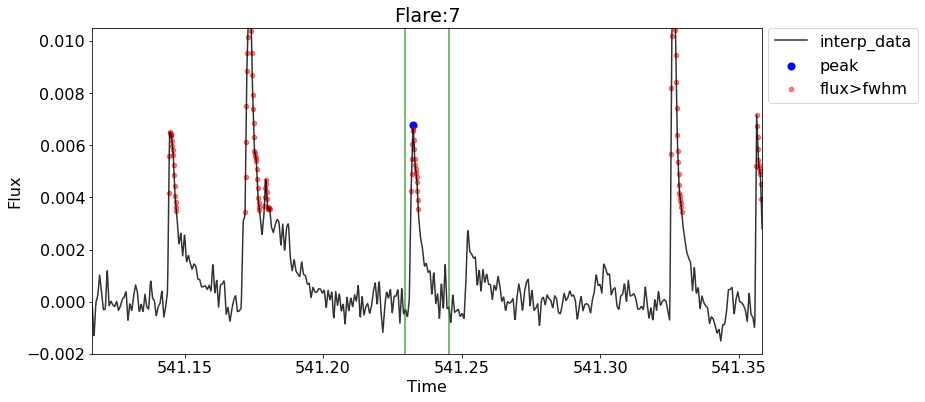 Flare:7
0.010
0.008
0.006
0.004
0.002
0.000
−0.002
Flux
541.15
541.20
541.25
541.30
541.35
Time
interp_data
peak
flux>fwhm